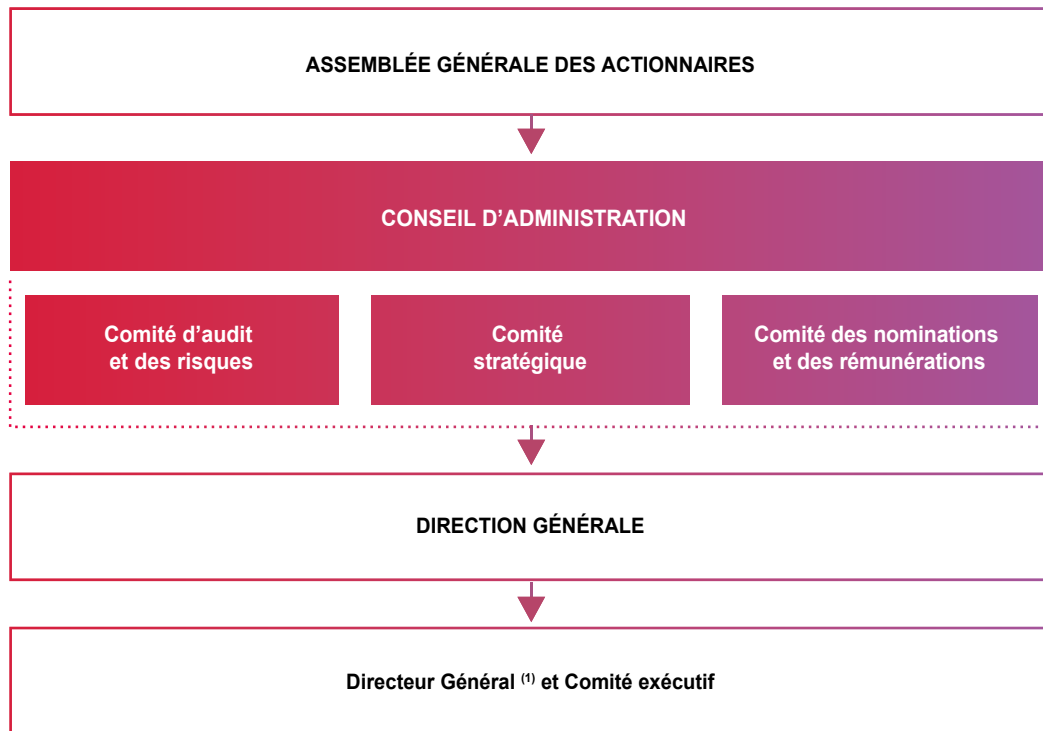 ASSEMBLÉE GÉNÉRALE DES ACTIONNAIRES
CONSEIL D’ADMINISTRATION
Comité d’audit
et des risques
Comité
stratégique
Comité des nominations
et des rémunérations
DIRECTION GÉNÉRALE
Directeur Général (1) et Comité exécutif